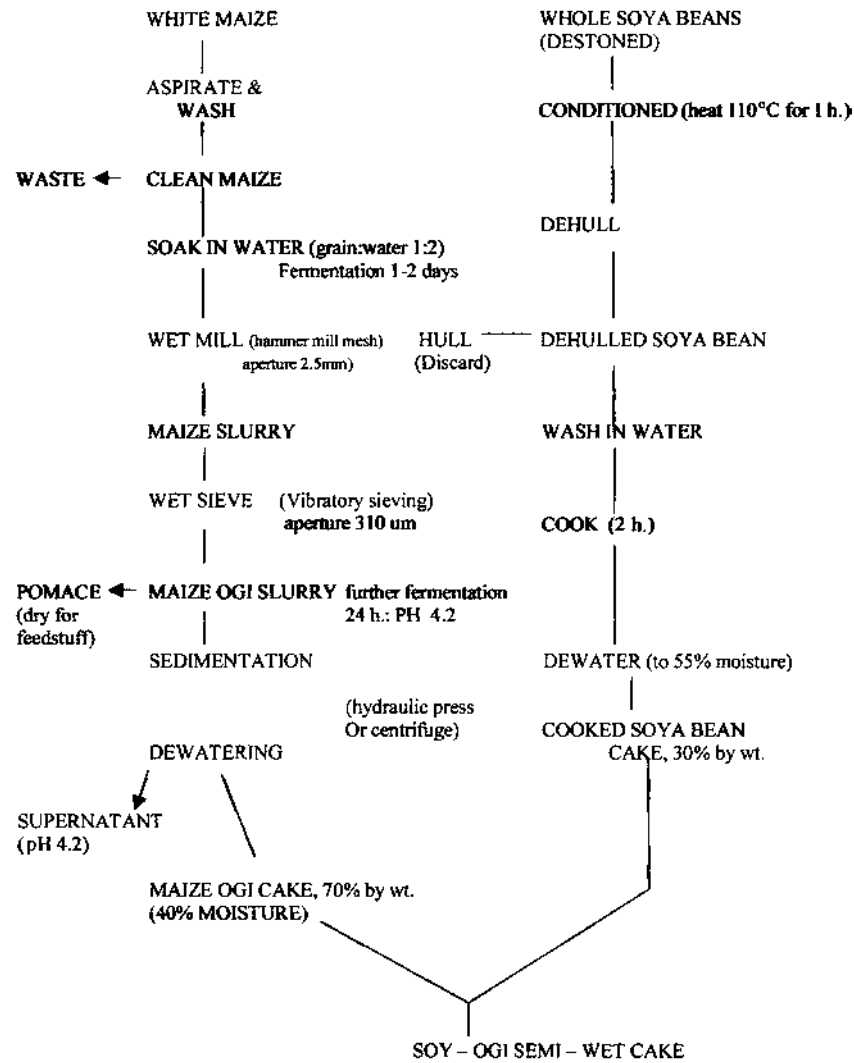 WHITE MAIZE
ASPIRATE &
WASH
WASTE
CLEAN MAIZE
SOAK IN WATER (grain:water 1:2)
Fermentation 1-2 days
WET MILL (hammer mill mesh)
aperture 2.5mm)
MAIZE SLURRY
WET SIEVE (Vibratory sieving)
aperture 310 um
POMACE
(dry for
feedstuff)
MAIZE OGI SLURRY further fermentation
24 h.: PH 4.2
SEDIMENTATION
(hydraulic press
Or centrifuge)
DEWATERING
SUPERNATANT
(pH 4.2)
MAIZE OGI CAKE, 70% by wt.
(40% MOISTURE)
WHOLE SOYA BEANS
(DESTONED)
CONDITIONED (heat 110°C for 1 h.)
DEHULL
HULL
(Discard)
DEHULLED SOYA BEAN
WASH IN WATER
COOK (2 h.)
DEWATER (to 55% moisture)
COOKED SOYA BEAN
CAKE, 30% by wt.
SOY – OGI SEMI – WET CAKE